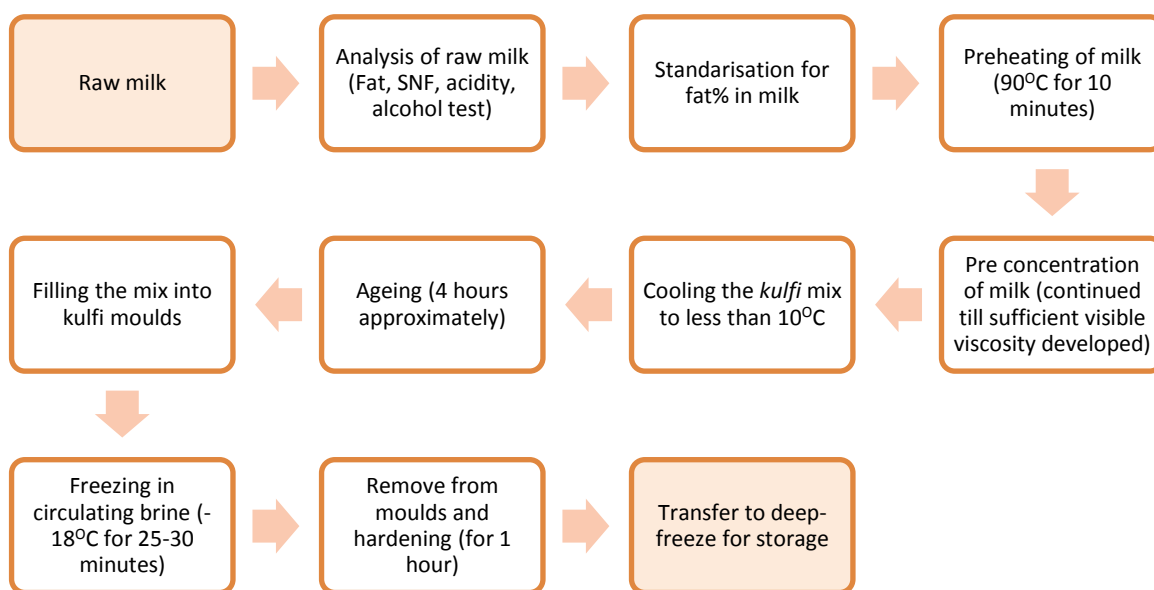 Raw milk
Analysis of raw milk
(Fat, SNF, acidity,
alcohol test)
Standarisation for
fat% in milk
Preheating of milk
(90°C for 10
minutes)
Pre concentration
of milk (continued
till sufficient visible
viscosity developed)
Cooling the kulfi mix
to less than 10°C
Ageing (4 hours
approximately)
Filling the mix into
kulfi moulds
Freezing in
circulating brine (-
18°C for 25-30
minutes)
Remove from
moulds and
hardening (for 1
hour)
Transfer to deep-
freeze for storage